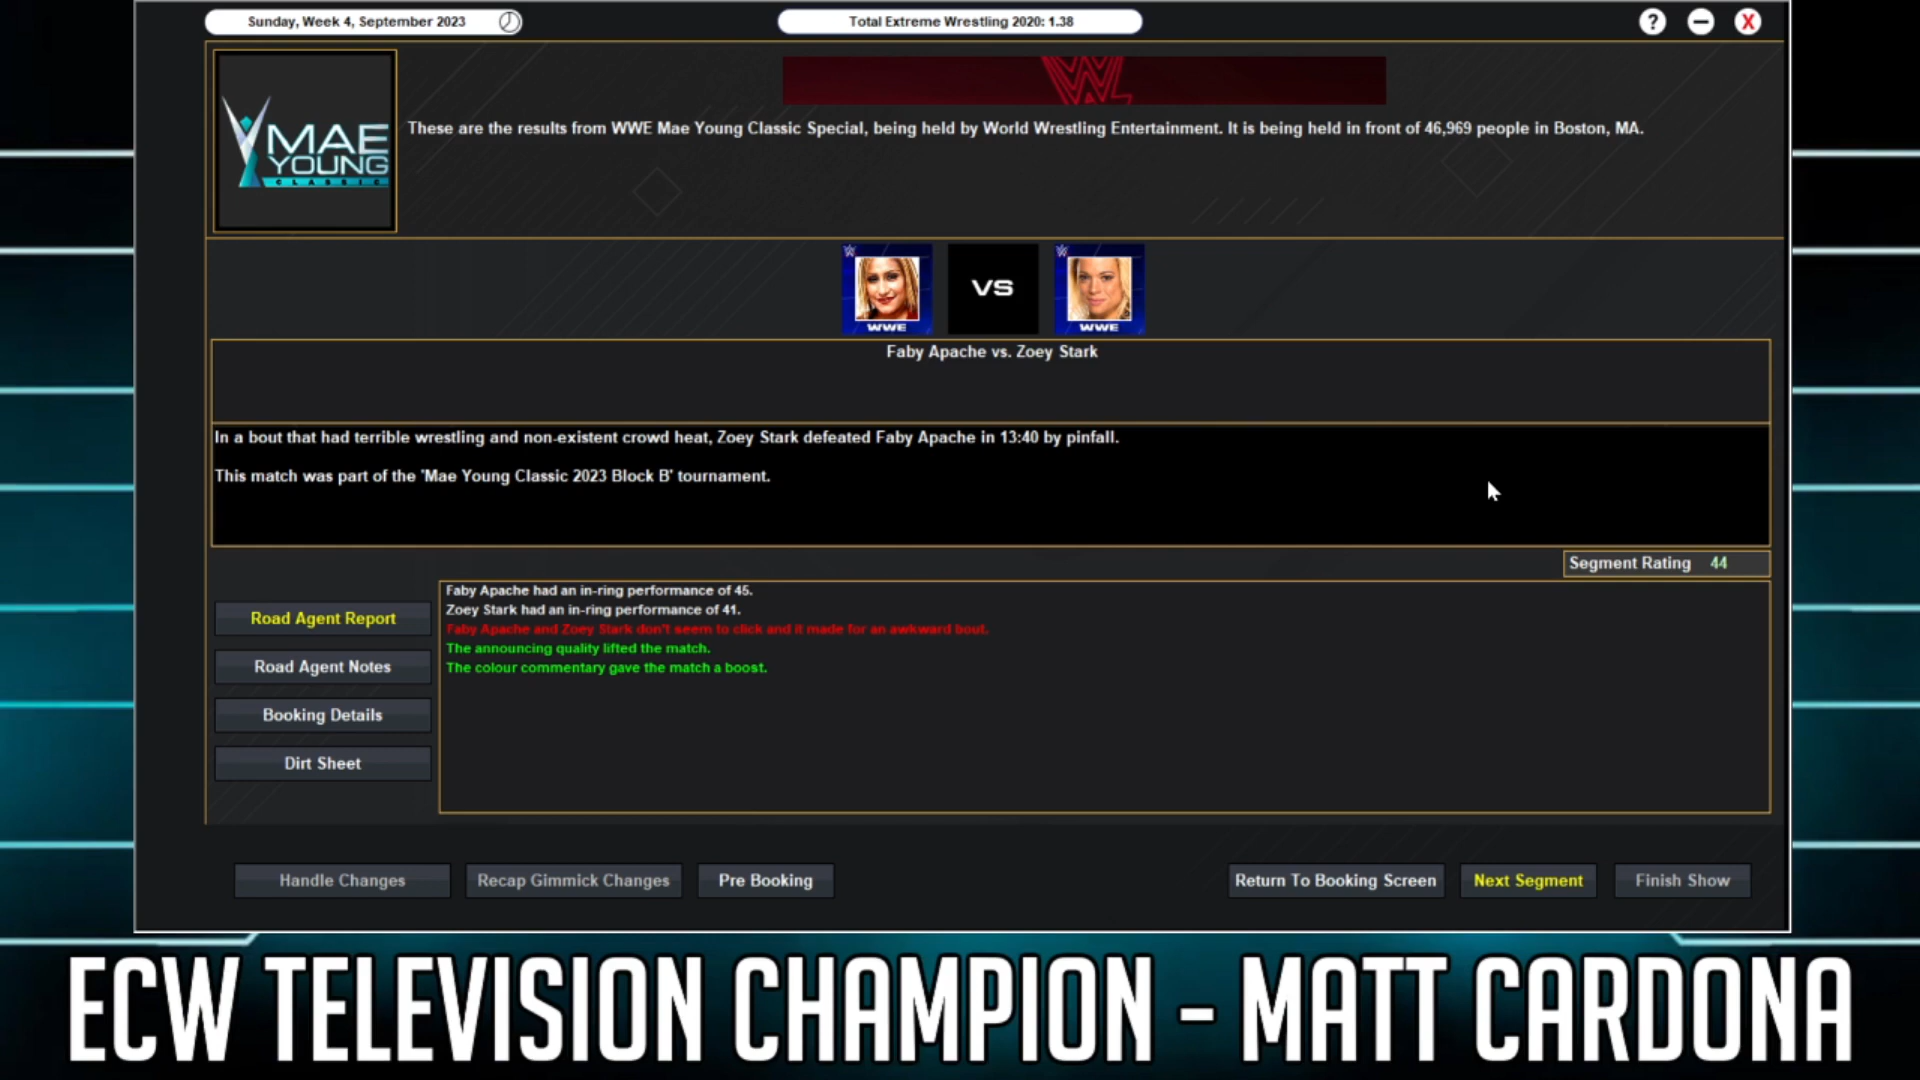 Sunday, Week 4, September 2023
Total Extreme Wrestling 2020: 1.38
?
X
MAE
YOUNG
CLASSIC
These are the results from WWE Mae Young Classic Special, being held by World Wrestling Entertainment. It is being held in front of 46,969 people in Boston, MA.
WWE
VS
WWE
Faby Apache vs. Zoey Stark
In a bout that had terrible wrestling and non-existent crowd heat, Zoey Stark defeated Faby Apache in 13:40 by pinfall.
This match was part of the 'Mae Young Classic 2023 Block B' tournament.
Segment Rating 44
Road Agent Report
Road Agent Notes
Booking Details
Dirt Sheet
Faby Apache had an in-ring performance of 45.
Zoey Stark had an in-ring performance of 41.
Faby Apache and Zoey Stark don't seem to click and it made for an awkward bout.
The announcing quality lifted the match.
The colour commentary gave the match a boost.
Handle Changes
Recap Gimmick Changes
Pre Booking
Return To Booking Screen
Next Segment
Finish Show
ECW TELEVISION CHAMPION - MATT CARDONA